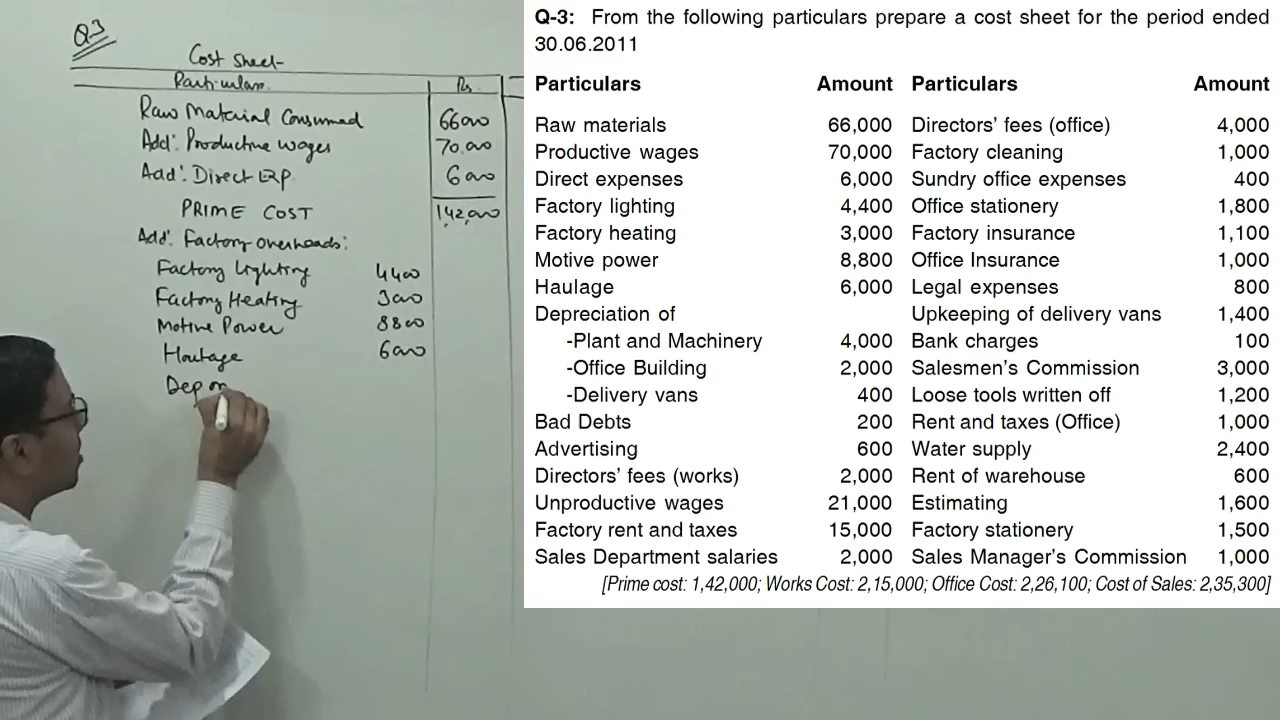 Q3
Cost Sheet
Particulars Rs.
Raw Material Consumed 66000
Add: Productive wages 70,000
Add: Direct Exp. 6000
PRIME COST 1,42,000
Add: Factory overheads:
Factory Lighting 4400
Factory Heating 3000
Motive Power 8800
Haulage 6000
Dep on
Q-3: From the following particulars prepare a cost sheet for the period ended
30.06.2011
Particulars Amount Particulars Amount
Raw materials 66,000 Directors' fees (office) 4,000
Productive wages 70,000 Factory cleaning 1,000
Direct expenses 6,000 Sundry office expenses 400
Factory lighting 4,400 Office stationery 1,800
Factory heating 3,000 Factory insurance 1,100
Motive power 8,800 Office Insurance 1,000
Haulage 6,000 Legal expenses 800
Depreciation of Upkeeping of delivery vans 1,400
-Plant and Machinery 4,000 Bank charges 100
-Office Building 2,000 Salesmen's Commission 3,000
-Delivery vans 400 Loose tools written off 1,200
Bad Debts 200 Rent and taxes (Office) 1,000
Advertising 600 Water supply 2,400
Directors' fees (works) 2,000 Rent of warehouse 600
Unproductive wages 21,000 Estimating 1,600
Factory rent and taxes 15,000 Factory stationery 1,500
Sales Department salaries 2,000 Sales Manager's Commission 1,000
[Prime cost: 1,42,000; Works Cost: 2,15,000; Office Cost: 2,26,100; Cost of Sales: 2,35,300]